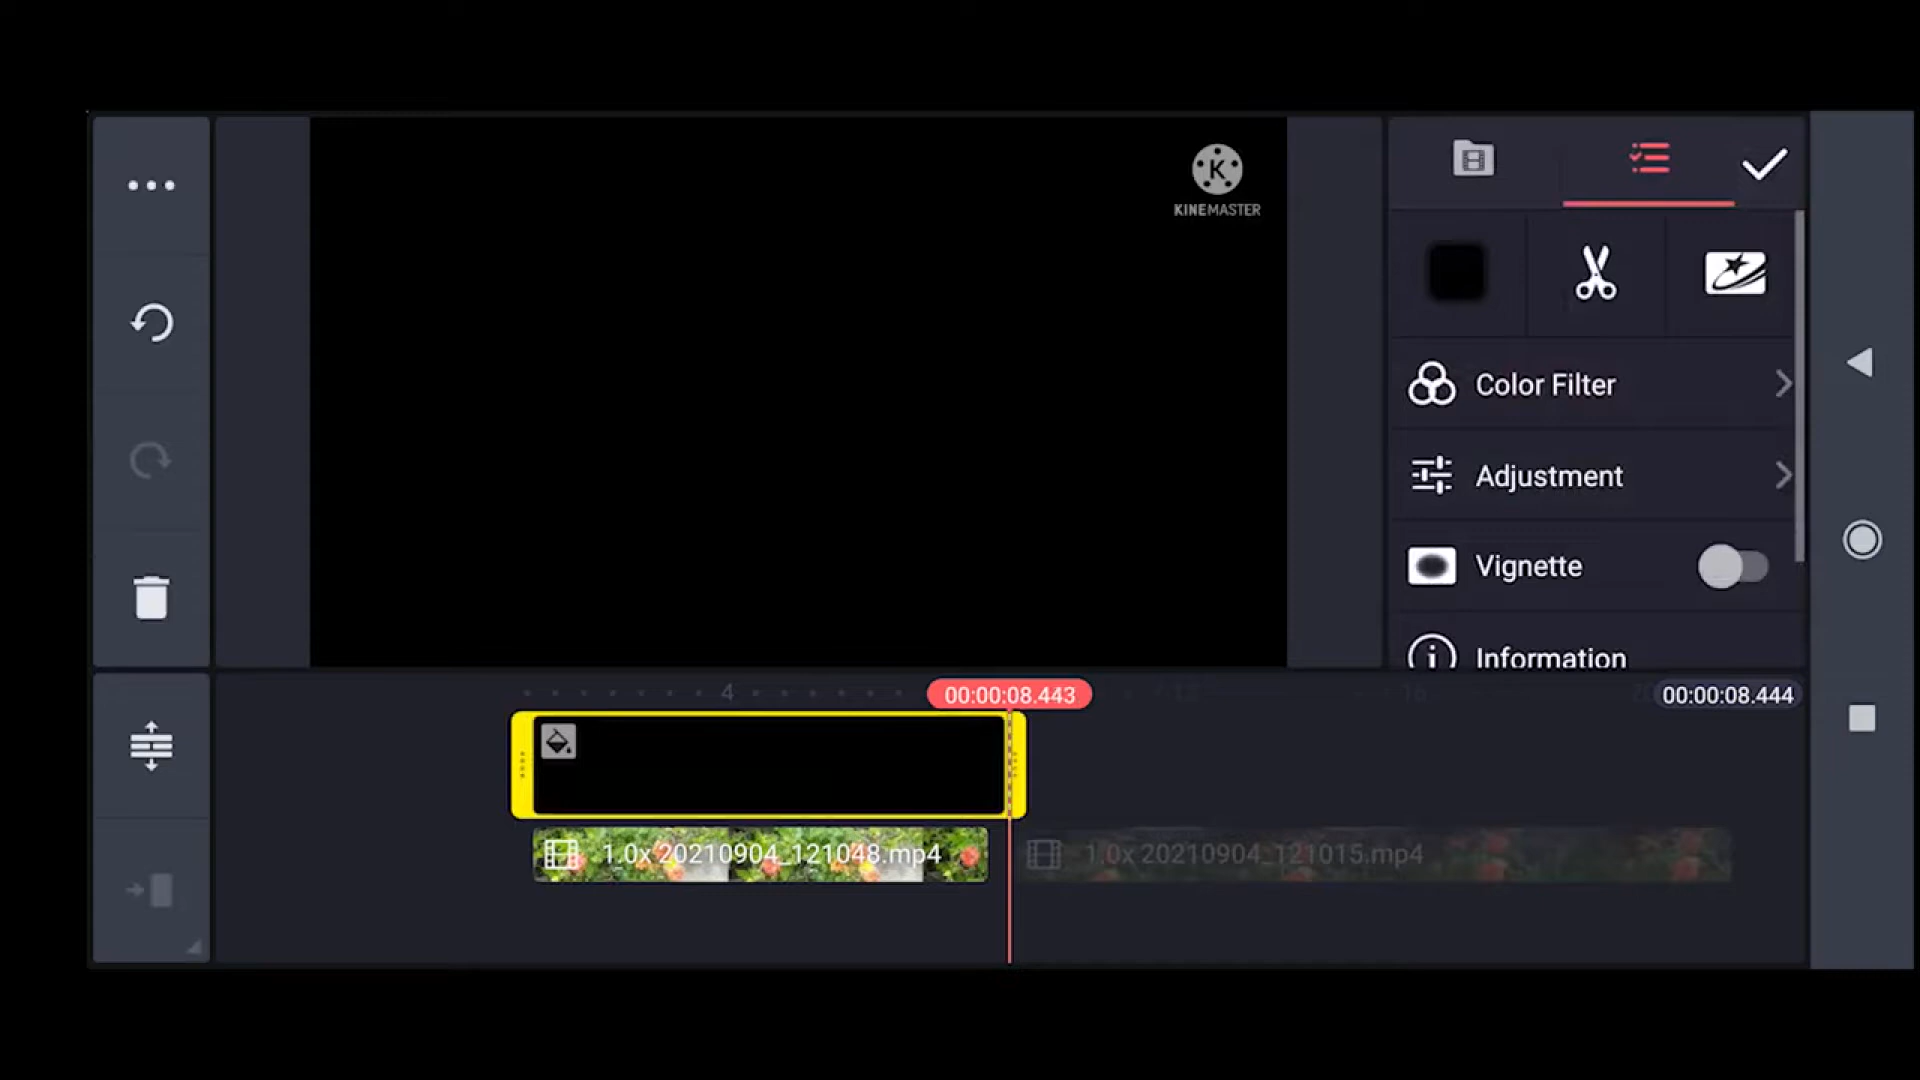 K
KINEMASTER
Color Filter
Adjustment
Vignette
Information
4
00:00:08.443
16
00:00:08.444
1.0x 20210904_121048.mp4
1.0x 20210904_121015.mp4